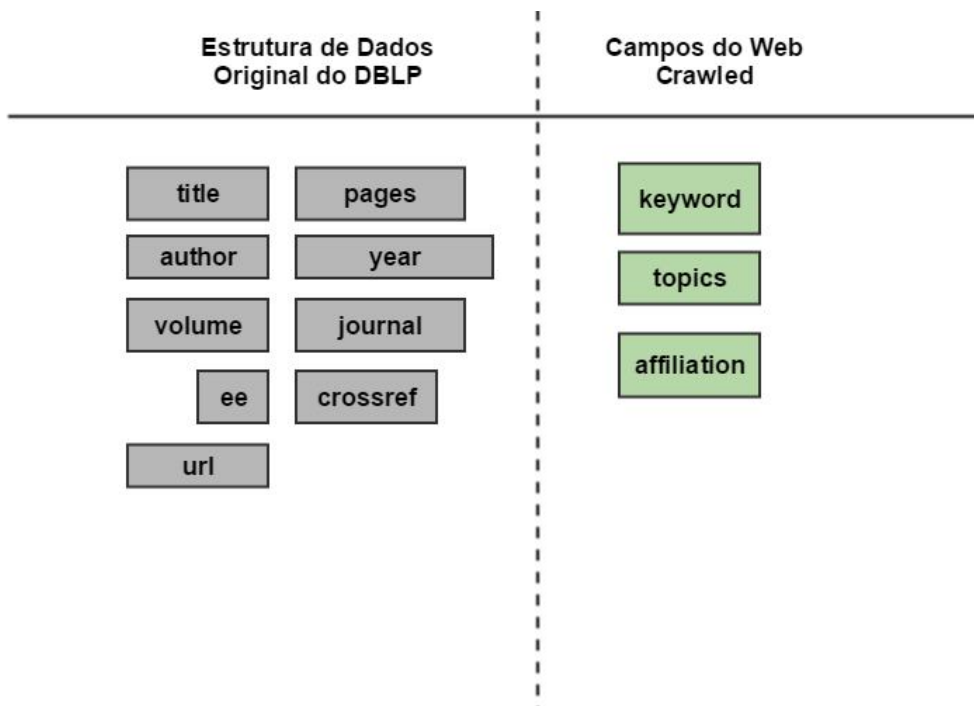 Estrutura de Dados
Original do DBLP
Campos do Web
Crawled
title
pages
author
year
volume
journal
ee
crossref
url
keyword
topics
affiliation